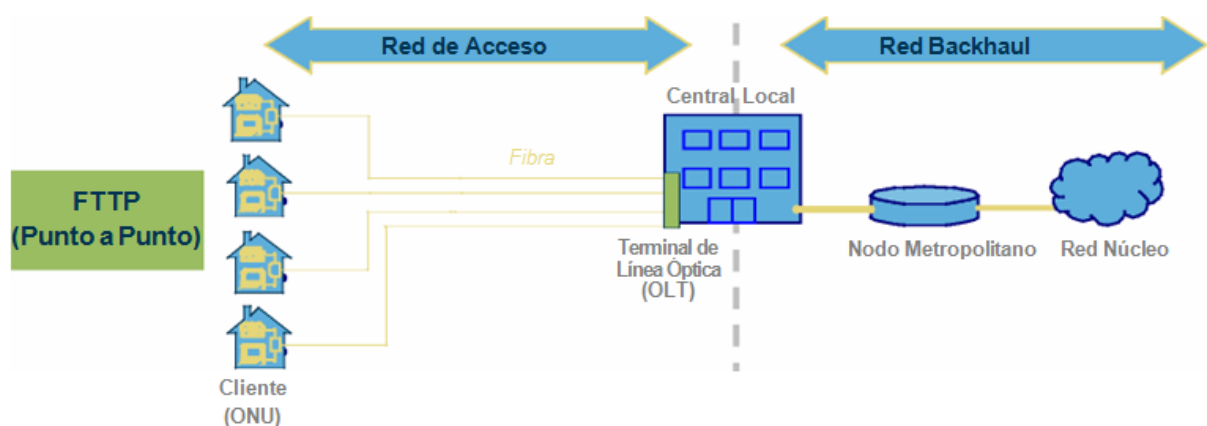 Red de Acceso
Red Backhaul
Central Local
Fibra
FTTP
(Punto a Punto)
Terminal de
Línea Óptica
(OLT)
Nodo Metropolitano
Red Núcleo
Cliente
(ONU)